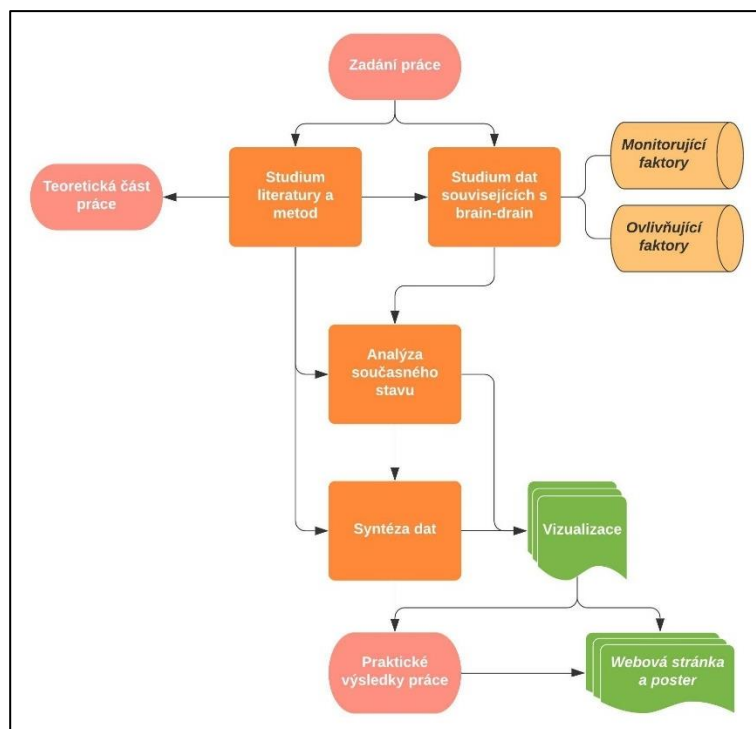 Zadání práce
Studium
literatury a
metod
Studium dat
souvisejících s
brain-drain
Monitorující
faktory
Teoretická část
práce
Ovlivňující
faktory
Analýza
současného
stavu
Syntéza dat
Vizualizace
Praktické
výsledky práce
Webová stránka
a poster